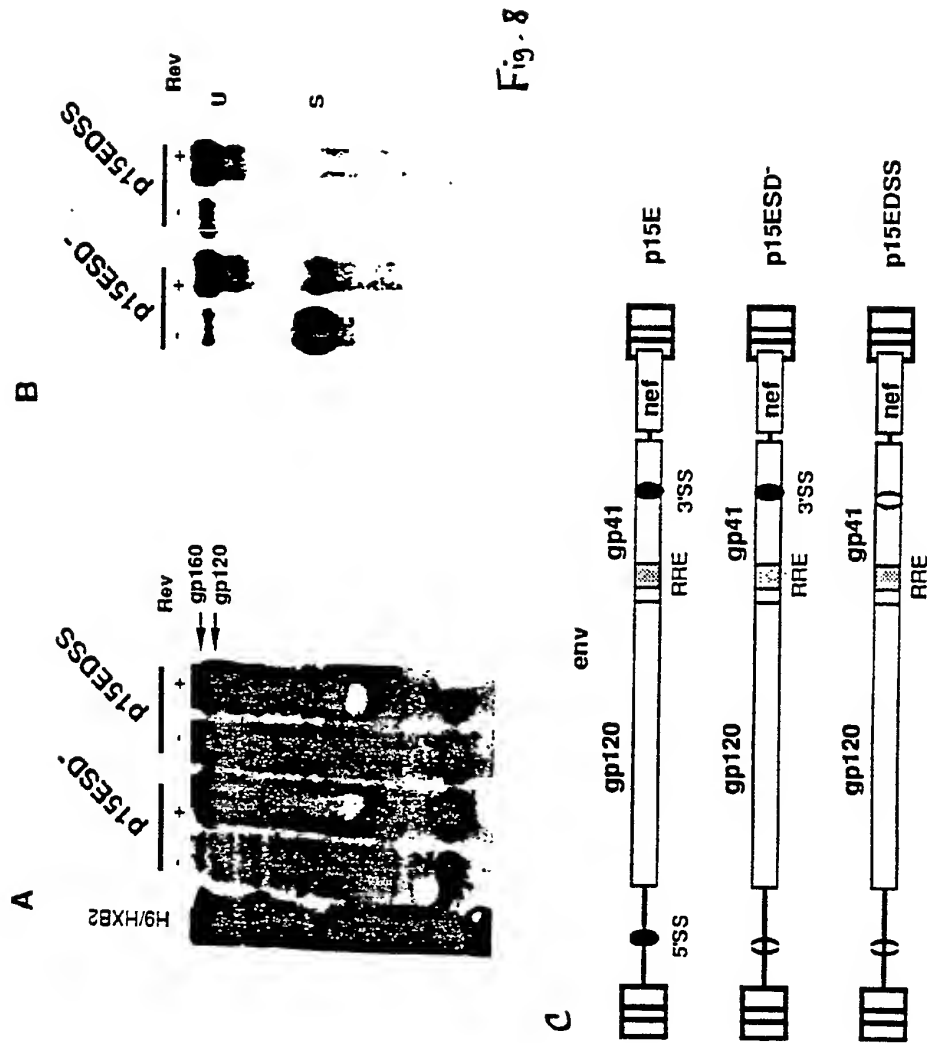 A
H9/HXB2
p15ESD⁻
p15EDSS
- + - +
Rev
gp160
gp120
B
p15ESD⁻
p15EDSS
- + - +
Rev
U
S
Fig. 8
C
env
gp120
gp41
nef
5'SS
RRE
3'SS
p15E
gp120
gp41
nef
RRE
3'SS
p15ESD⁻
gp120
gp41
nef
RRE
p15EDSS